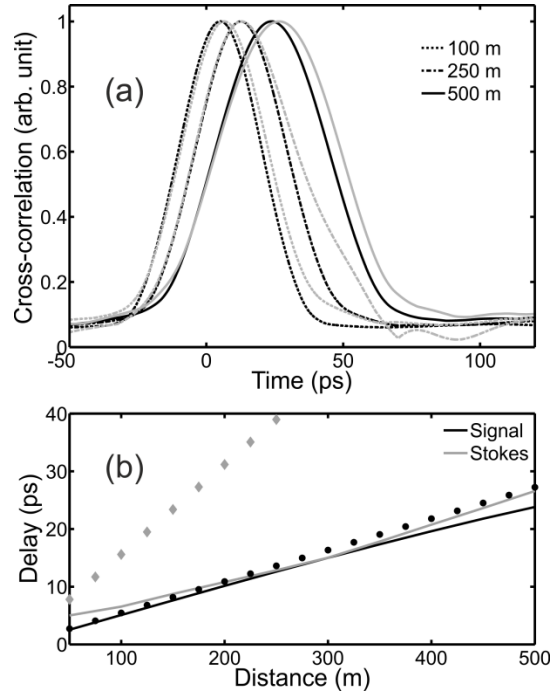 (a)
100 m
250 m
500 m
Cross-correlation (arb. unit)
1
0.8
0.6
0.4
0.2
0
-50 0 50 100
Time (ps)
(b)
Signal
Stokes
Delay (ps)
40
30
20
10
0
100 200 300 400 500
Distance (m)